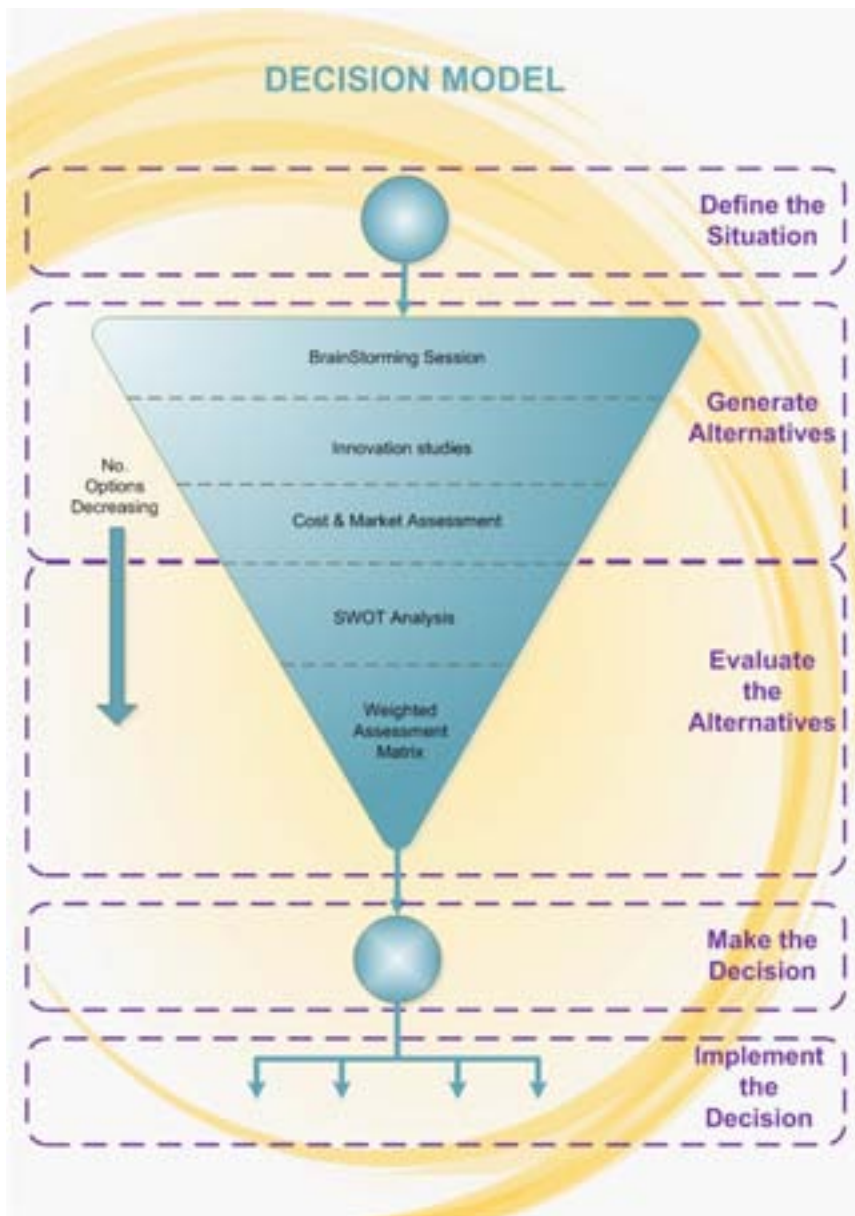 DECISION MODEL
Define the
Situation
BrainStorming Session
Innovation studies
Cost & Market Assessment
Generate
Alternatives
No.
Options
Decreasing
SWOT Analysis
Weighted
Assessment
Matrix
Evaluate
the
Alternatives
Make the
Decision
Implement
the
Decision